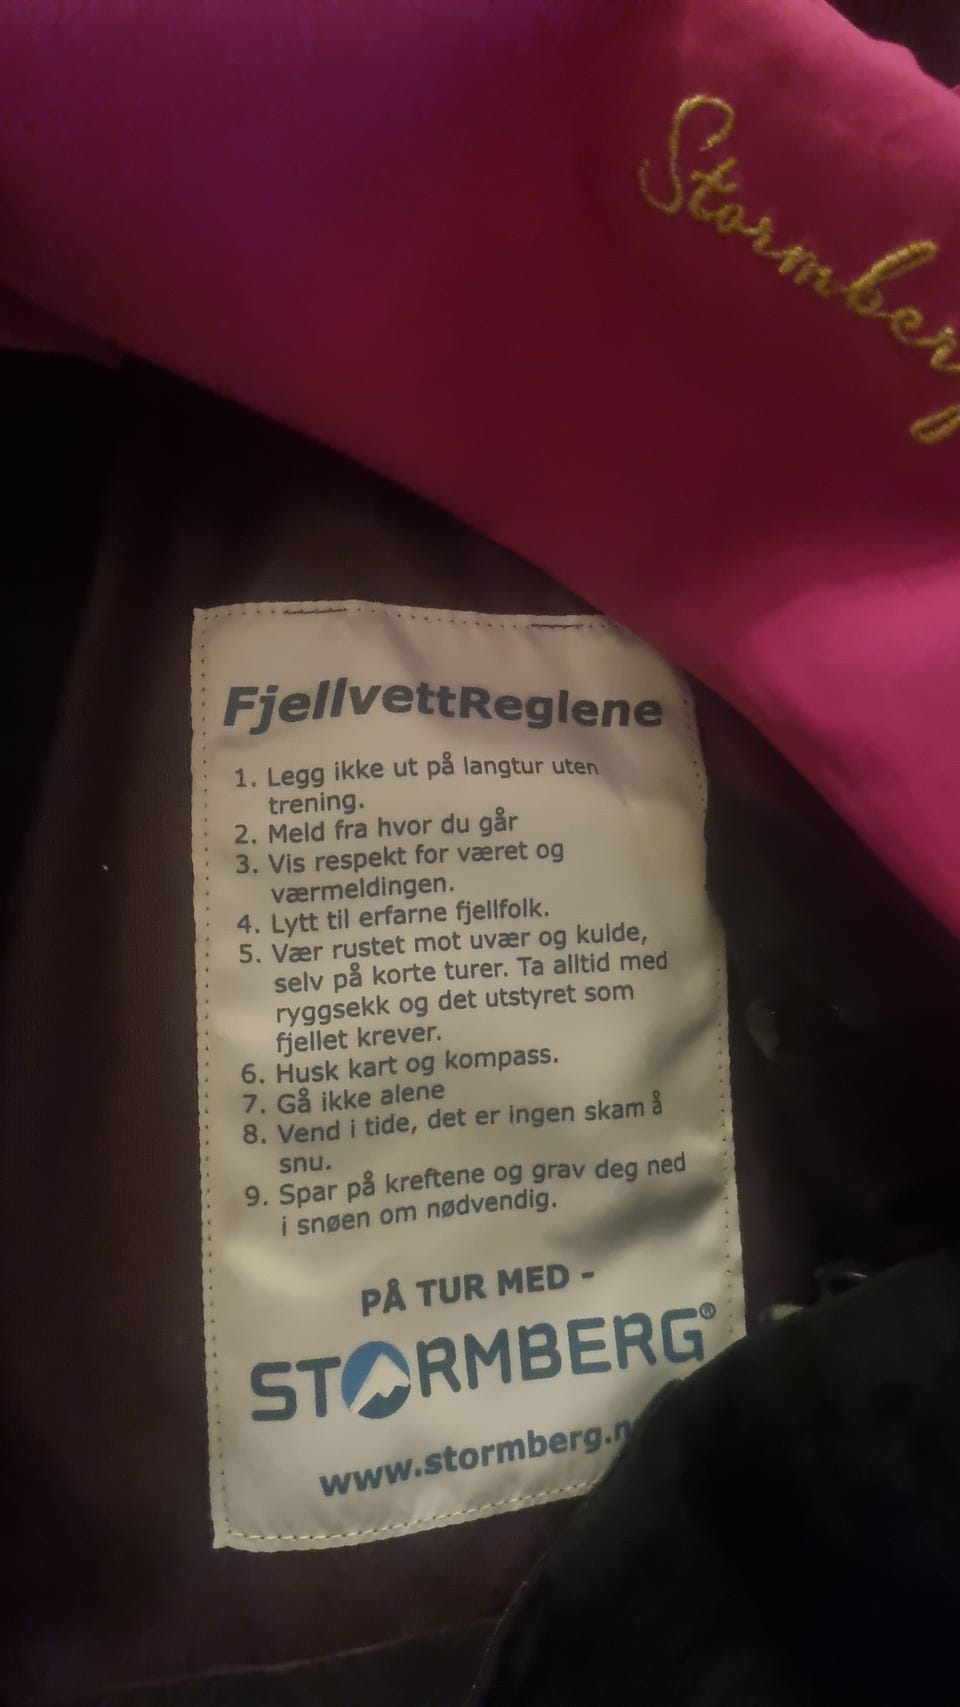 Stormberg
FjellvettReglene
1. Legg ikke ut på langtur uten
trening.
2. Meld fra hvor du går
3. Vis respekt for været og
værmeldingen.
4. Lytt til erfarne fjellfolk.
5. Vær rustet mot uvær og kulde,
selv på korte turer. Ta alltid med
ryggsekk og det utstyret som
fjellet krever.
6. Husk kart og kompass.
7. Gå ikke alene
8. Vend i tide, det er ingen skam å
snu.
9. Spar på kreftene og grav deg ned
i snøen om nødvendig.
PÅ TUR MED -
STORMBERG®
www.stormberg.n